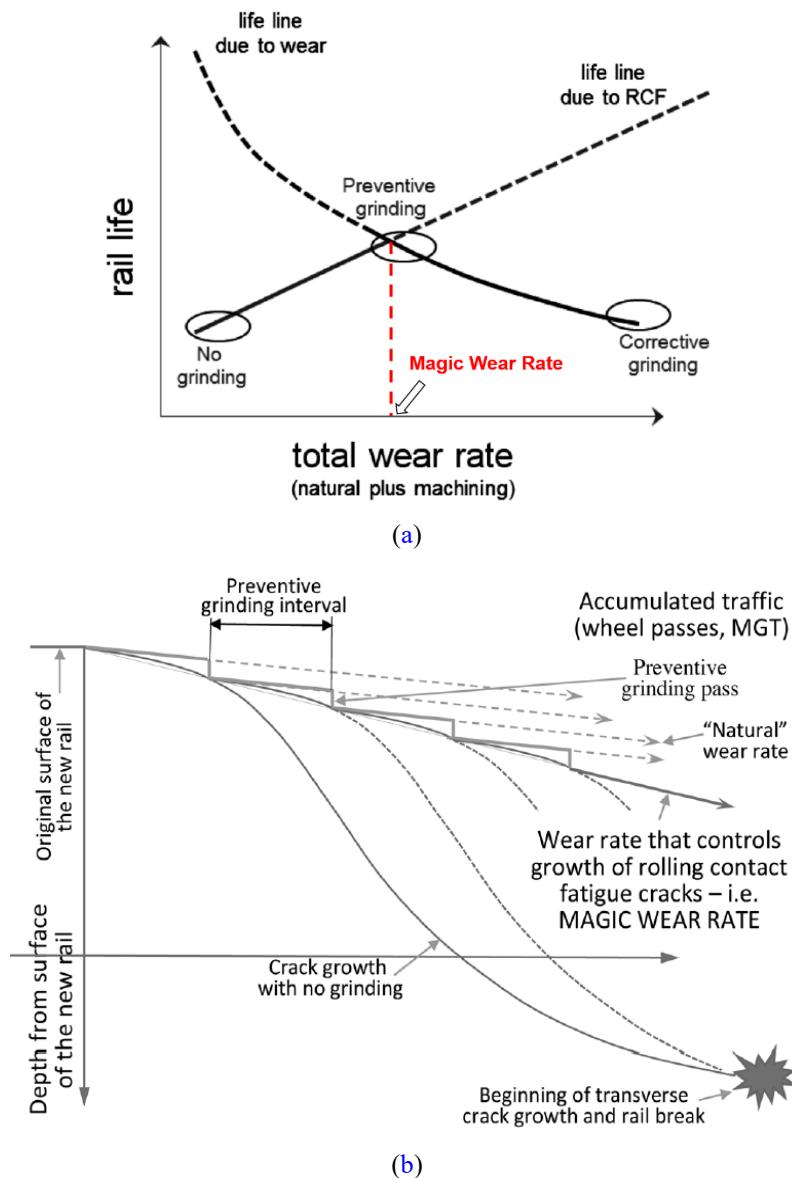 life line
due to wear
life line
due to RCF
Preventive
grinding
rail life
No
grinding
Corrective
grinding
Magic Wear Rate
total wear rate
(natural plus machining)
(a)
Preventive
grinding interval
Accumulated traffic
(wheel passes, MGT)
Preventive
grinding pass
"Natural"
wear rate
Original surface of
the new rail
Wear rate that controls
growth of rolling contact
fatigue cracks – i.e.
MAGIC WEAR RATE
Depth from surface
of the new rail
Crack growth
with no grinding
Beginning of transverse
crack growth and rail break
(b)